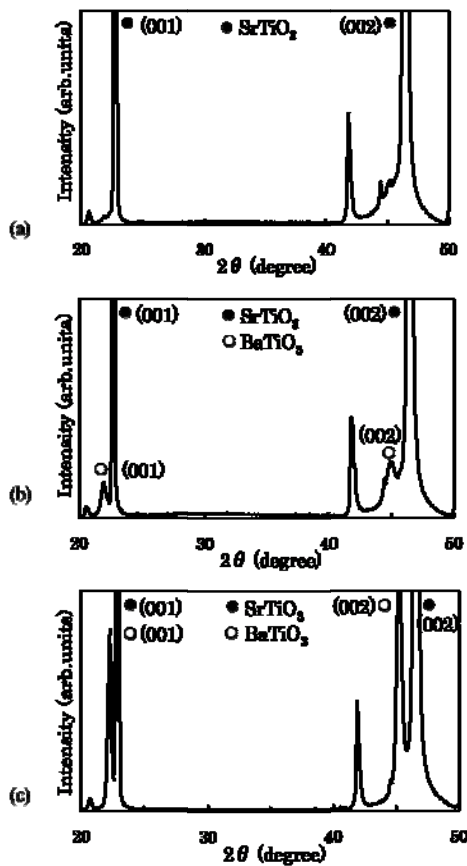 ● (001) ● SrTiO₂ (002) ●
Intensity (arb.units)
(a)
20 30 40 50
2θ (degree)
● (001) ● SrTiO₃ (002) ●
○ BaTiO₃
(002)
○
○ (001)
Intensity (arb.units)
(b)
20 30 40 50
2θ (degree)
● (001) ● SrTiO₃ (002) ○ ●
○ (001) ○ BaTiO₃ (002)
Intensity (arb.units)
(c)
20 30 40 50
2θ (degree)